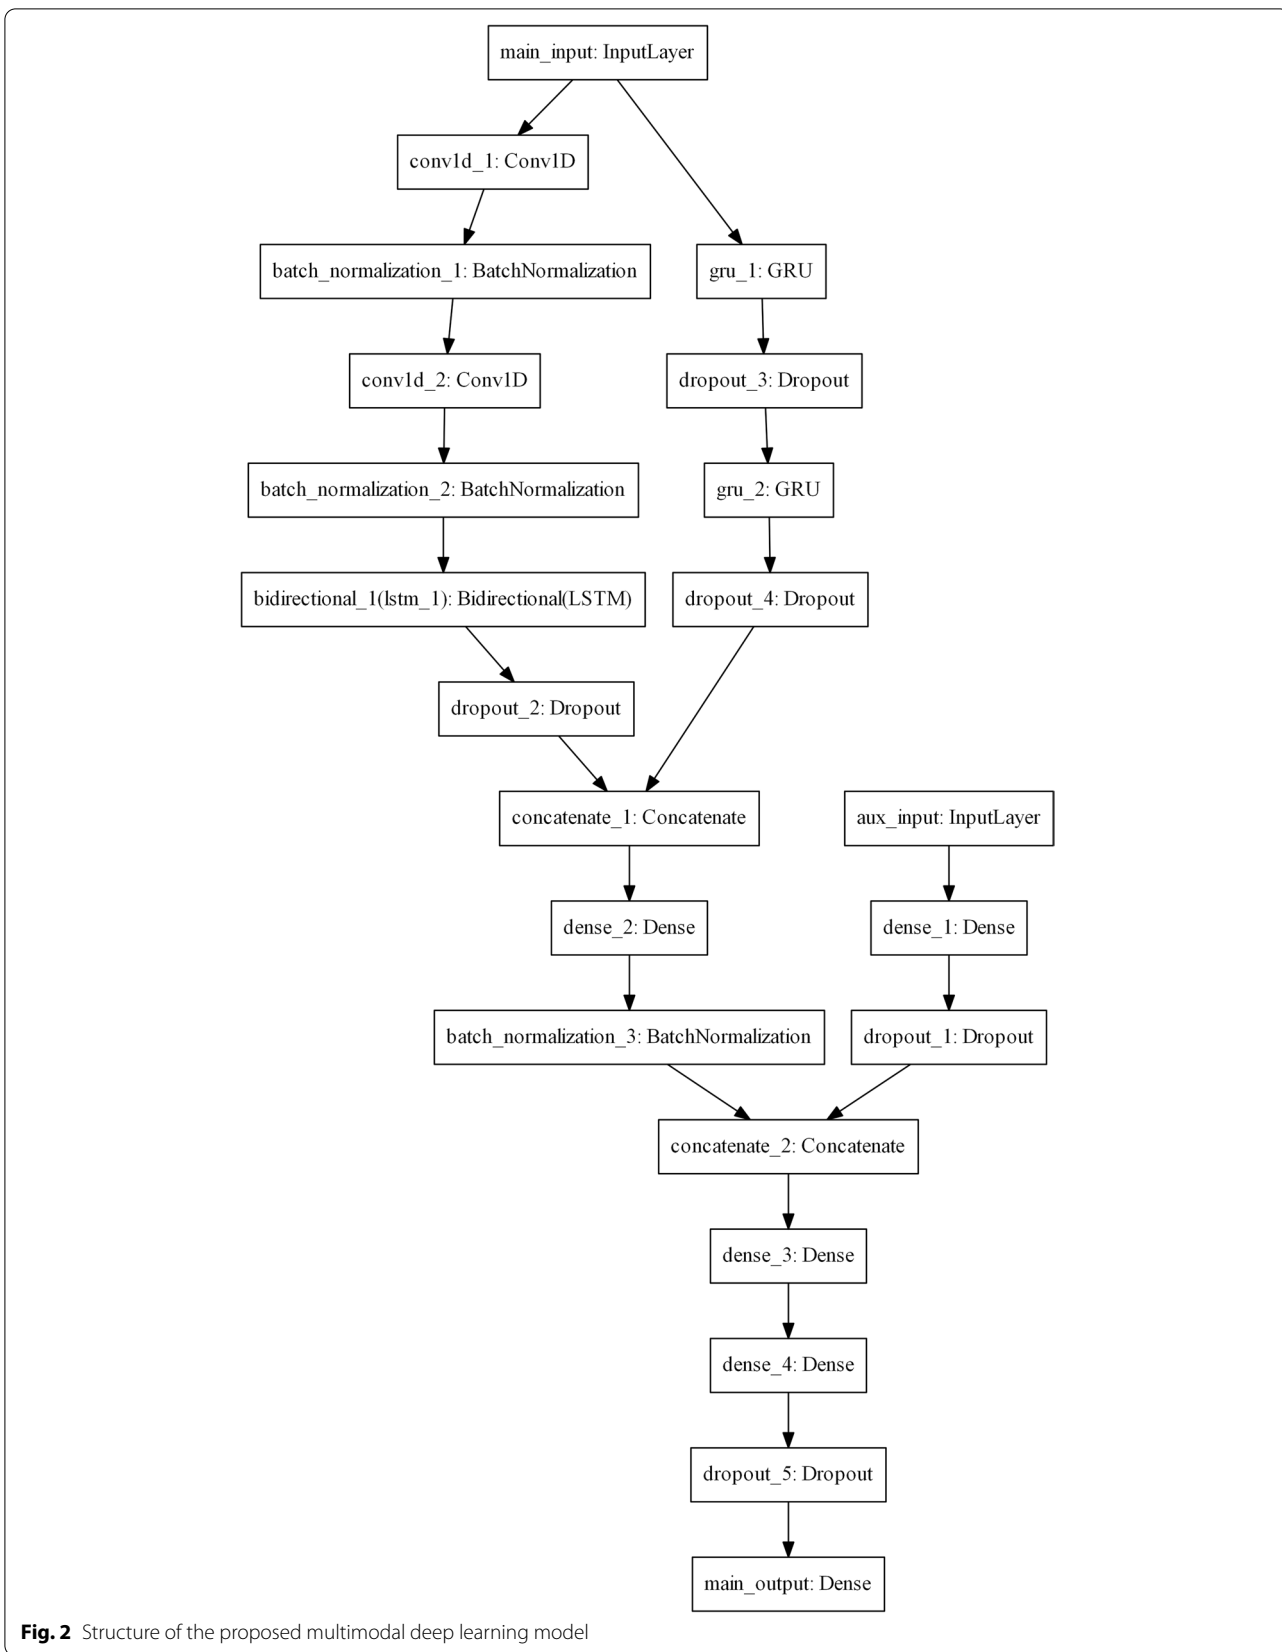 main_input: InputLayer
conv1d_1: Conv1D
batch_normalization_1: BatchNormalization
gru_1: GRU
conv1d_2: Conv1D
dropout_3: Dropout
batch_normalization_2: BatchNormalization
gru_2: GRU
bidirectional_1(lstm_1): Bidirectional(LSTM)
dropout_4: Dropout
dropout_2: Dropout
concatenate_1: Concatenate
aux_input: InputLayer
dense_2: Dense
dense_1: Dense
batch_normalization_3: BatchNormalization
dropout_1: Dropout
concatenate_2: Concatenate
dense_3: Dense
dense_4: Dense
dropout_5: Dropout
main_output: Dense
Fig. 2 Structure of the proposed multimodal deep learning model